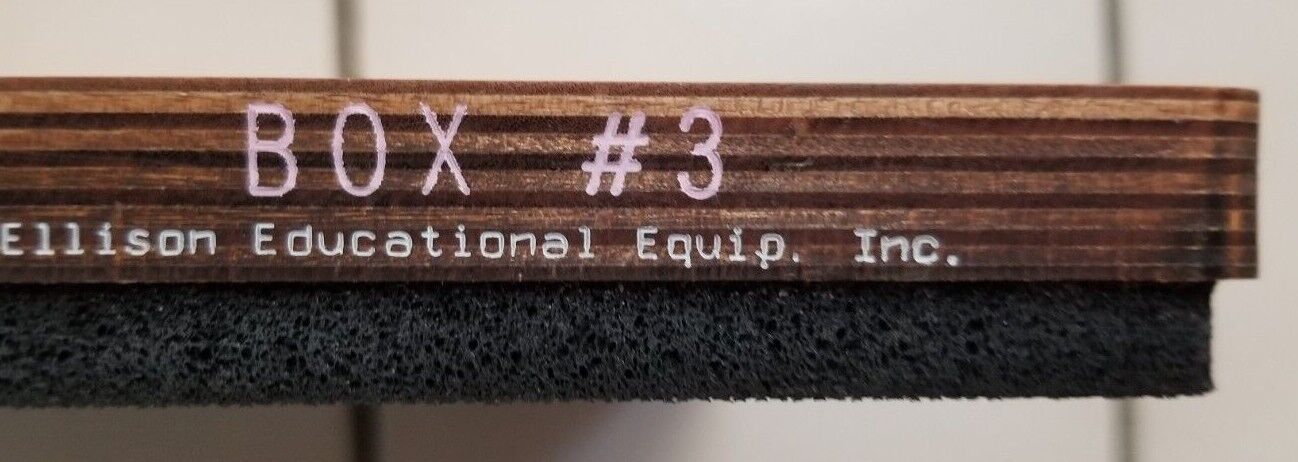 BOX #3
Ellison Educational Equip. Inc.